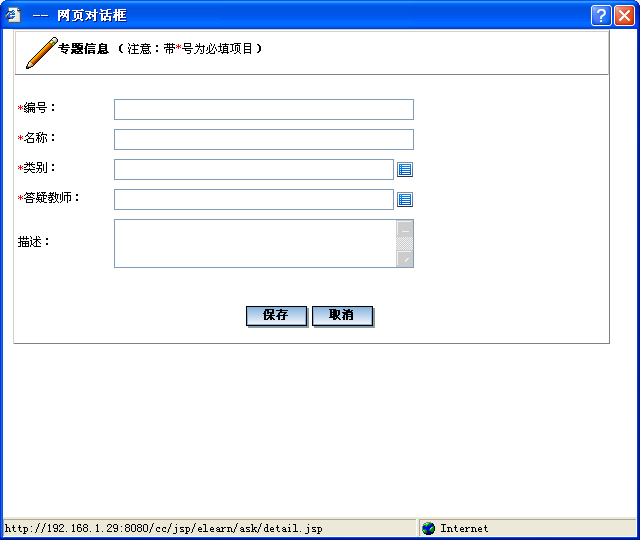 -- 网页对话框
专题信息 （ 注意：带*号为必填项目 ）
*编号：
*名称：
*类别：
*答疑教师：
描述：
保存 取消
http://192.168.1.29:8080/cc/jsp/elearn/ask/detail.jsp Internet